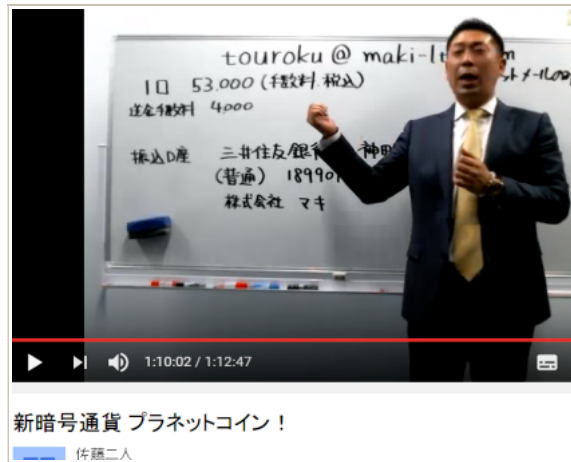 touroku @ maki-l
1口 53.000 (手数料.税込)
送金手数料 4,000
振込口座 三井住友銀行 神田
(普通) 18990
株式会社 マキ
1:10:02 / 1:12:47
新暗号通貨 プラネットコイン！
佐藤二人